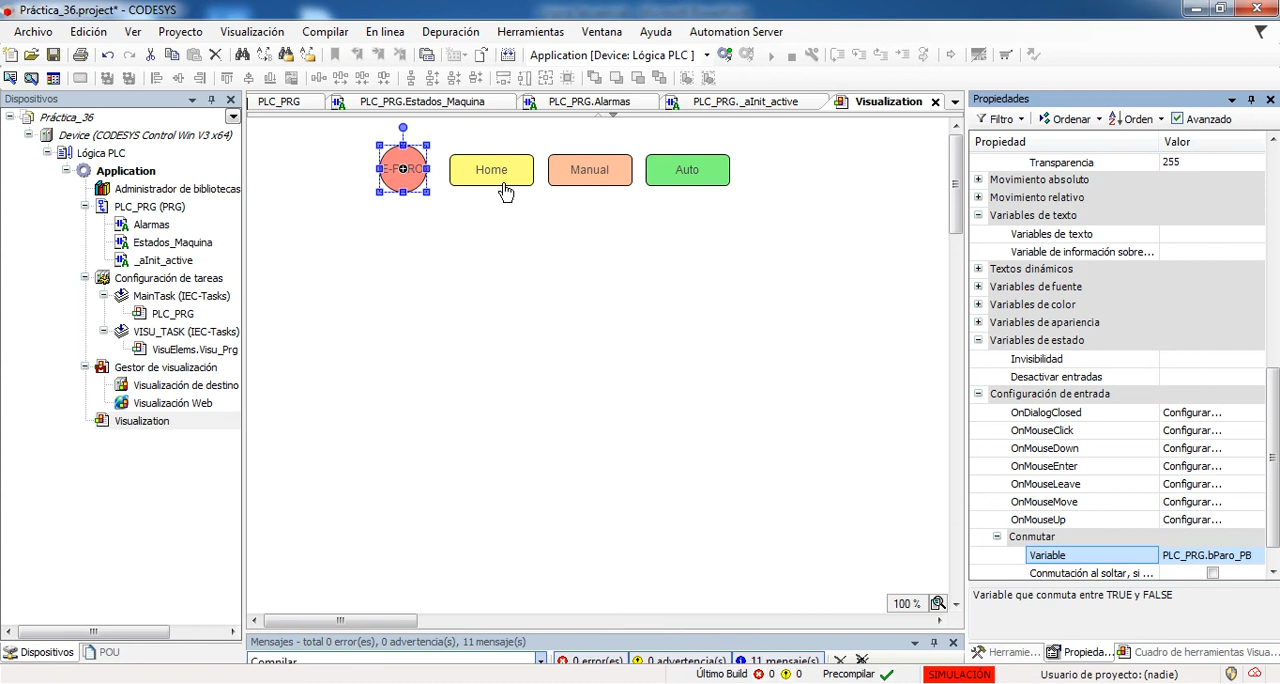 Práctica_36.project* - CODESYS
Archivo Edición Ver Proyecto Visualización Compilar En línea Depuración Herramientas Ventana Ayuda Automation Server
Application [Device: Lógica PLC ]
Dispositivos
Práctica_36
Device (CODESYS Control Win V3 x64)
Lógica PLC
Application
Administrador de bibliotecas
PLC_PRG (PRG)
Alarmas
Estados_Maquina
_aInit_active
Configuración de tareas
MainTask (IEC-Tasks)
PLC_PRG
VISU_TASK (IEC-Tasks)
VisuElems.Visu_Prg
Gestor de visualización
Visualización de destino
Visualización Web
Visualization
Dispositivos POU
PLC_PRG PLC_PRG.Estados_Maquina PLC_PRG.Alarmas PLC_PRG._aInit_active Visualization
Home Manual Auto
100 %
Mensajes - total 0 error(es), 0 advertencia(s), 11 mensaje(s)
Compilar 0 error(es) 0 advertencia(s) 11 mensaje(s)
Propiedades
Filtro Ordenar Orden Avanzado
Propiedad Valor
Transparencia 255
Movimiento absoluto
Movimiento relativo
Variables de texto
Variables de texto
Variable de información sobre...
Textos dinámicos
Variables de fuente
Variables de color
Variables de apariencia
Variables de estado
Invisibilidad
Desactivar entradas
Configuración de entrada
OnDialogClosed Configurar...
OnMouseClick Configurar...
OnMouseDown Configurar...
OnMouseEnter Configurar...
OnMouseLeave Configurar...
OnMouseMove Configurar...
OnMouseUp Configurar...
Conmutar
Variable PLC_PRG.bParo_PB
Conmutación al soltar, si ...
Variable que conmuta entre TRUE y FALSE
Herramie... Propieda... Cuadro de herramientas Visua...
Último Build 0 0 Precompilar SIMULACIÓN Usuario de proyecto: (nadie)